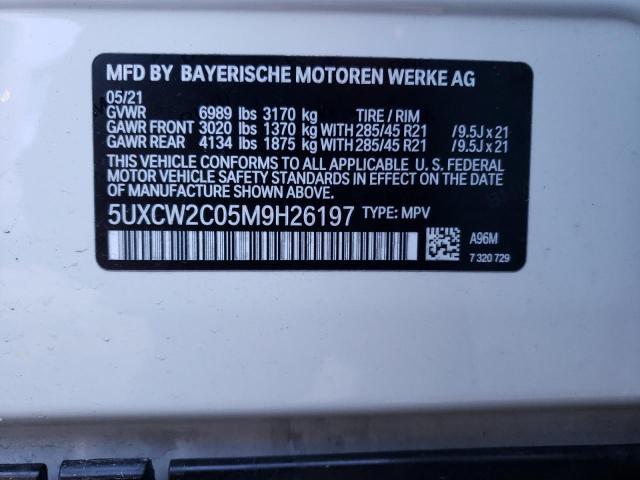 MFD BY BAYERISCHE MOTOREN WERKE AG
05/21
GVWR 6989 lbs 3170 kg TIRE / RIM
GAWR FRONT 3020 lbs 1370 kg WITH 285/45 R21 /9.5J x 21
GAWR REAR 4134 lbs 1875 kg WITH 285/45 R21 /9.5J x 21
THIS VEHICLE CONFORMS TO ALL APPLICABLE U. S. FEDERAL
MOTOR VEHICLE SAFETY STANDARDS IN EFFECT ON THE DATE
OF MANUFACTURE SHOWN ABOVE.
5UXCW2C05M9H26197 TYPE: MPV
A96M
7 320 729